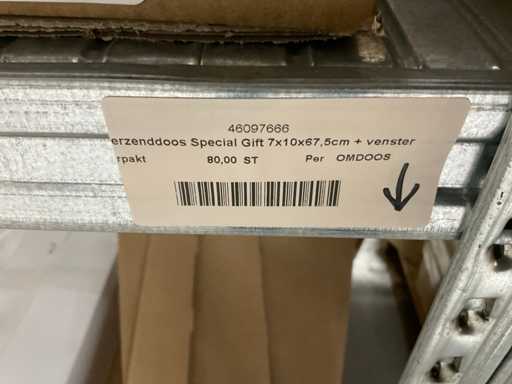 46097666
erzenddoos Special Gift 7x10x67,5cm + venster
rpakt 80,00 ST Per OMDOOS